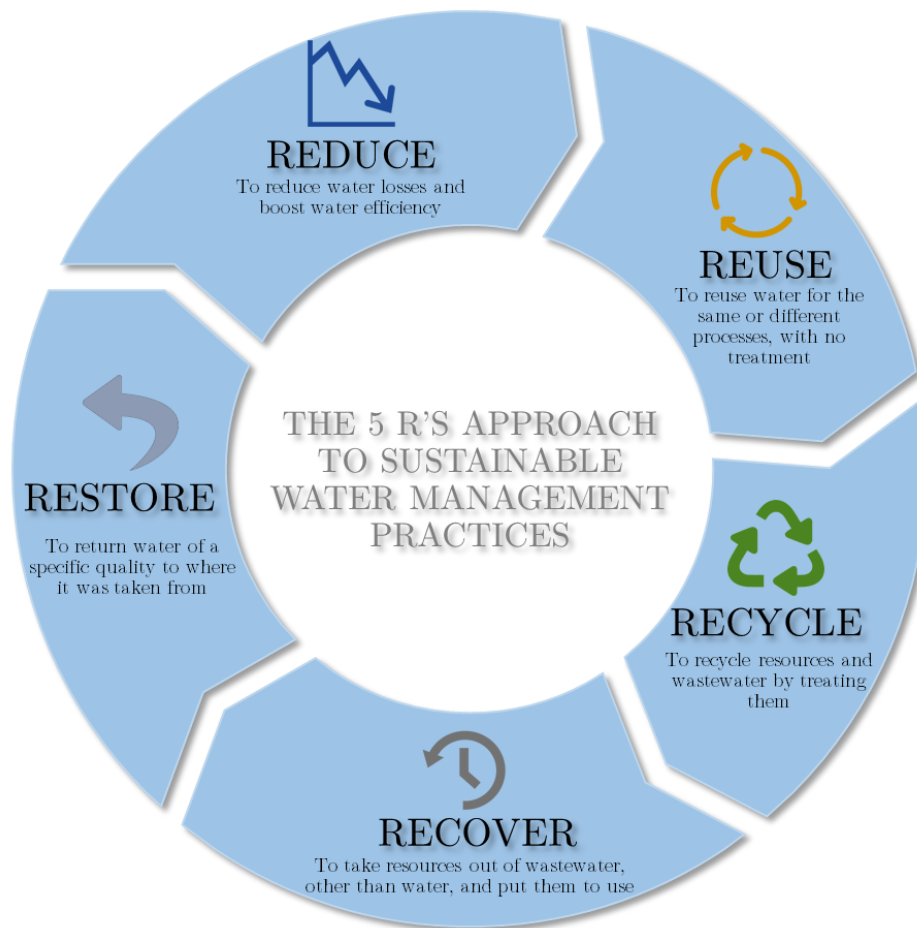 REDUCE
To reduce water losses and
boost water efficiency
REUSE
To reuse water for the
same or different
processes, with no
treatment
RECYCLE
To recycle resources and
wastewater by treating
them
RECOVER
To take resources out of wastewater,
other than water, and put them to use
RESTORE
To return water of a
specific quality to where
it was taken from
THE 5 R'S APPROACH
TO SUSTAINABLE
WATER MANAGEMENT
PRACTICES